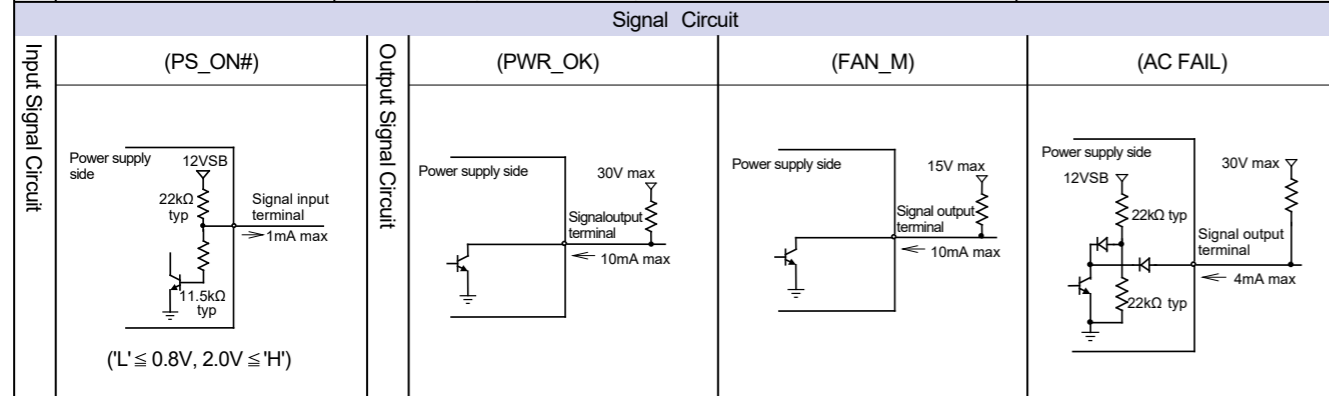 Signal Circuit
Input Signal Circuit
(PS_ON#)
Power supply
side
12VSB
22kΩ
typ
Signal input
terminal
1mA max
11.5kΩ
typ
('L'≦ 0.8V, 2.0V ≦'H')
Output Signal Circuit
(PWR_OK)
Power supply side
30V max
Signaloutput
terminal
10mA max
(FAN_M)
Power supply side
15V max
Signal output
terminal
10mA max
(AC FAIL)
Power supply side
12VSB
30V max
22kΩ typ
Signal output
terminal
4mA max
22kΩ typ